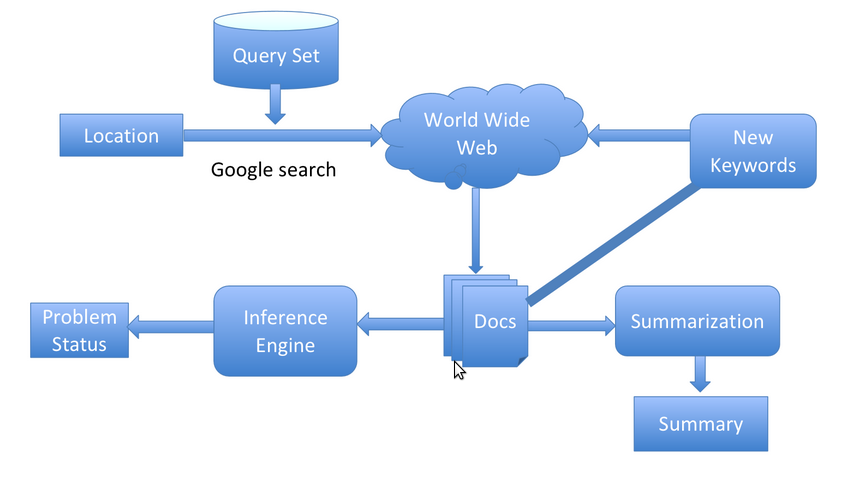 Query Set
Location
World Wide
Web
New
Keywords
Google search
Problem
Status
Inference
Engine
Docs
Summarization
Summary